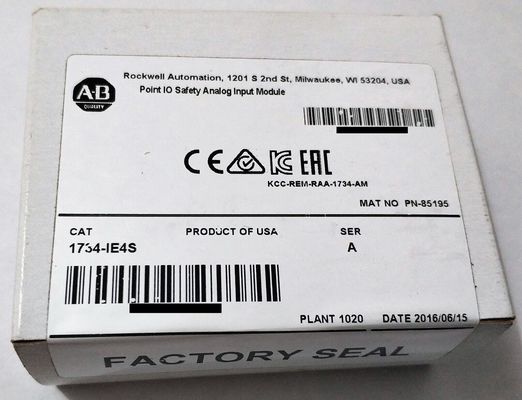 Rockwell Automation, 1201 S 2nd St, Milwaukee, WI 53204, USA
A-B
QUALITY
Point IO Safety Analog Input Module
CE KC EAC
KCC-REM-RAA-1734-AM
MAT NO PN-85195
CAT PRODUCT OF USA SER
1734-IE4S A
PLANT 1020 DATE 2016/06/15
FACTORY SEAL